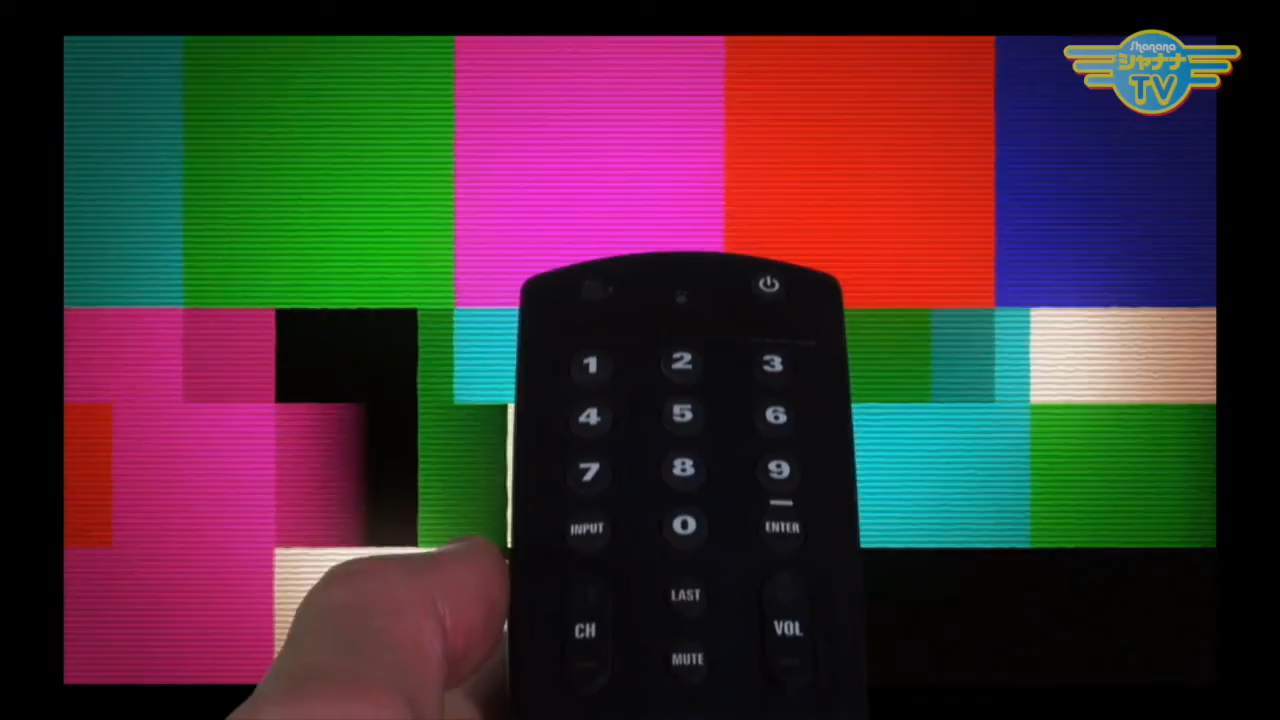 Shanana
シャナナ
TV
1 2 3
4 5 6
7 8 9
INPUT 0 ENTER
LAST
CH VOL
MUTE